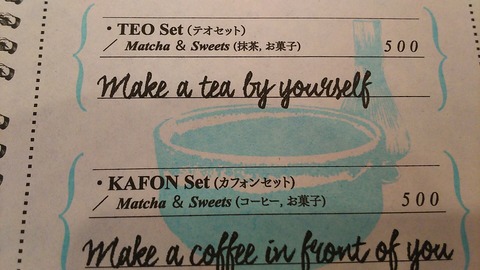 ・TEO Set (テオセット)
／ Matcha & Sweets (抹茶, お菓子) 500
Make a tea by yourself
・KAFON Set (カフォンセット)
／ Matcha & Sweets (コーヒー, お菓子) 500
Make a coffee in front of you